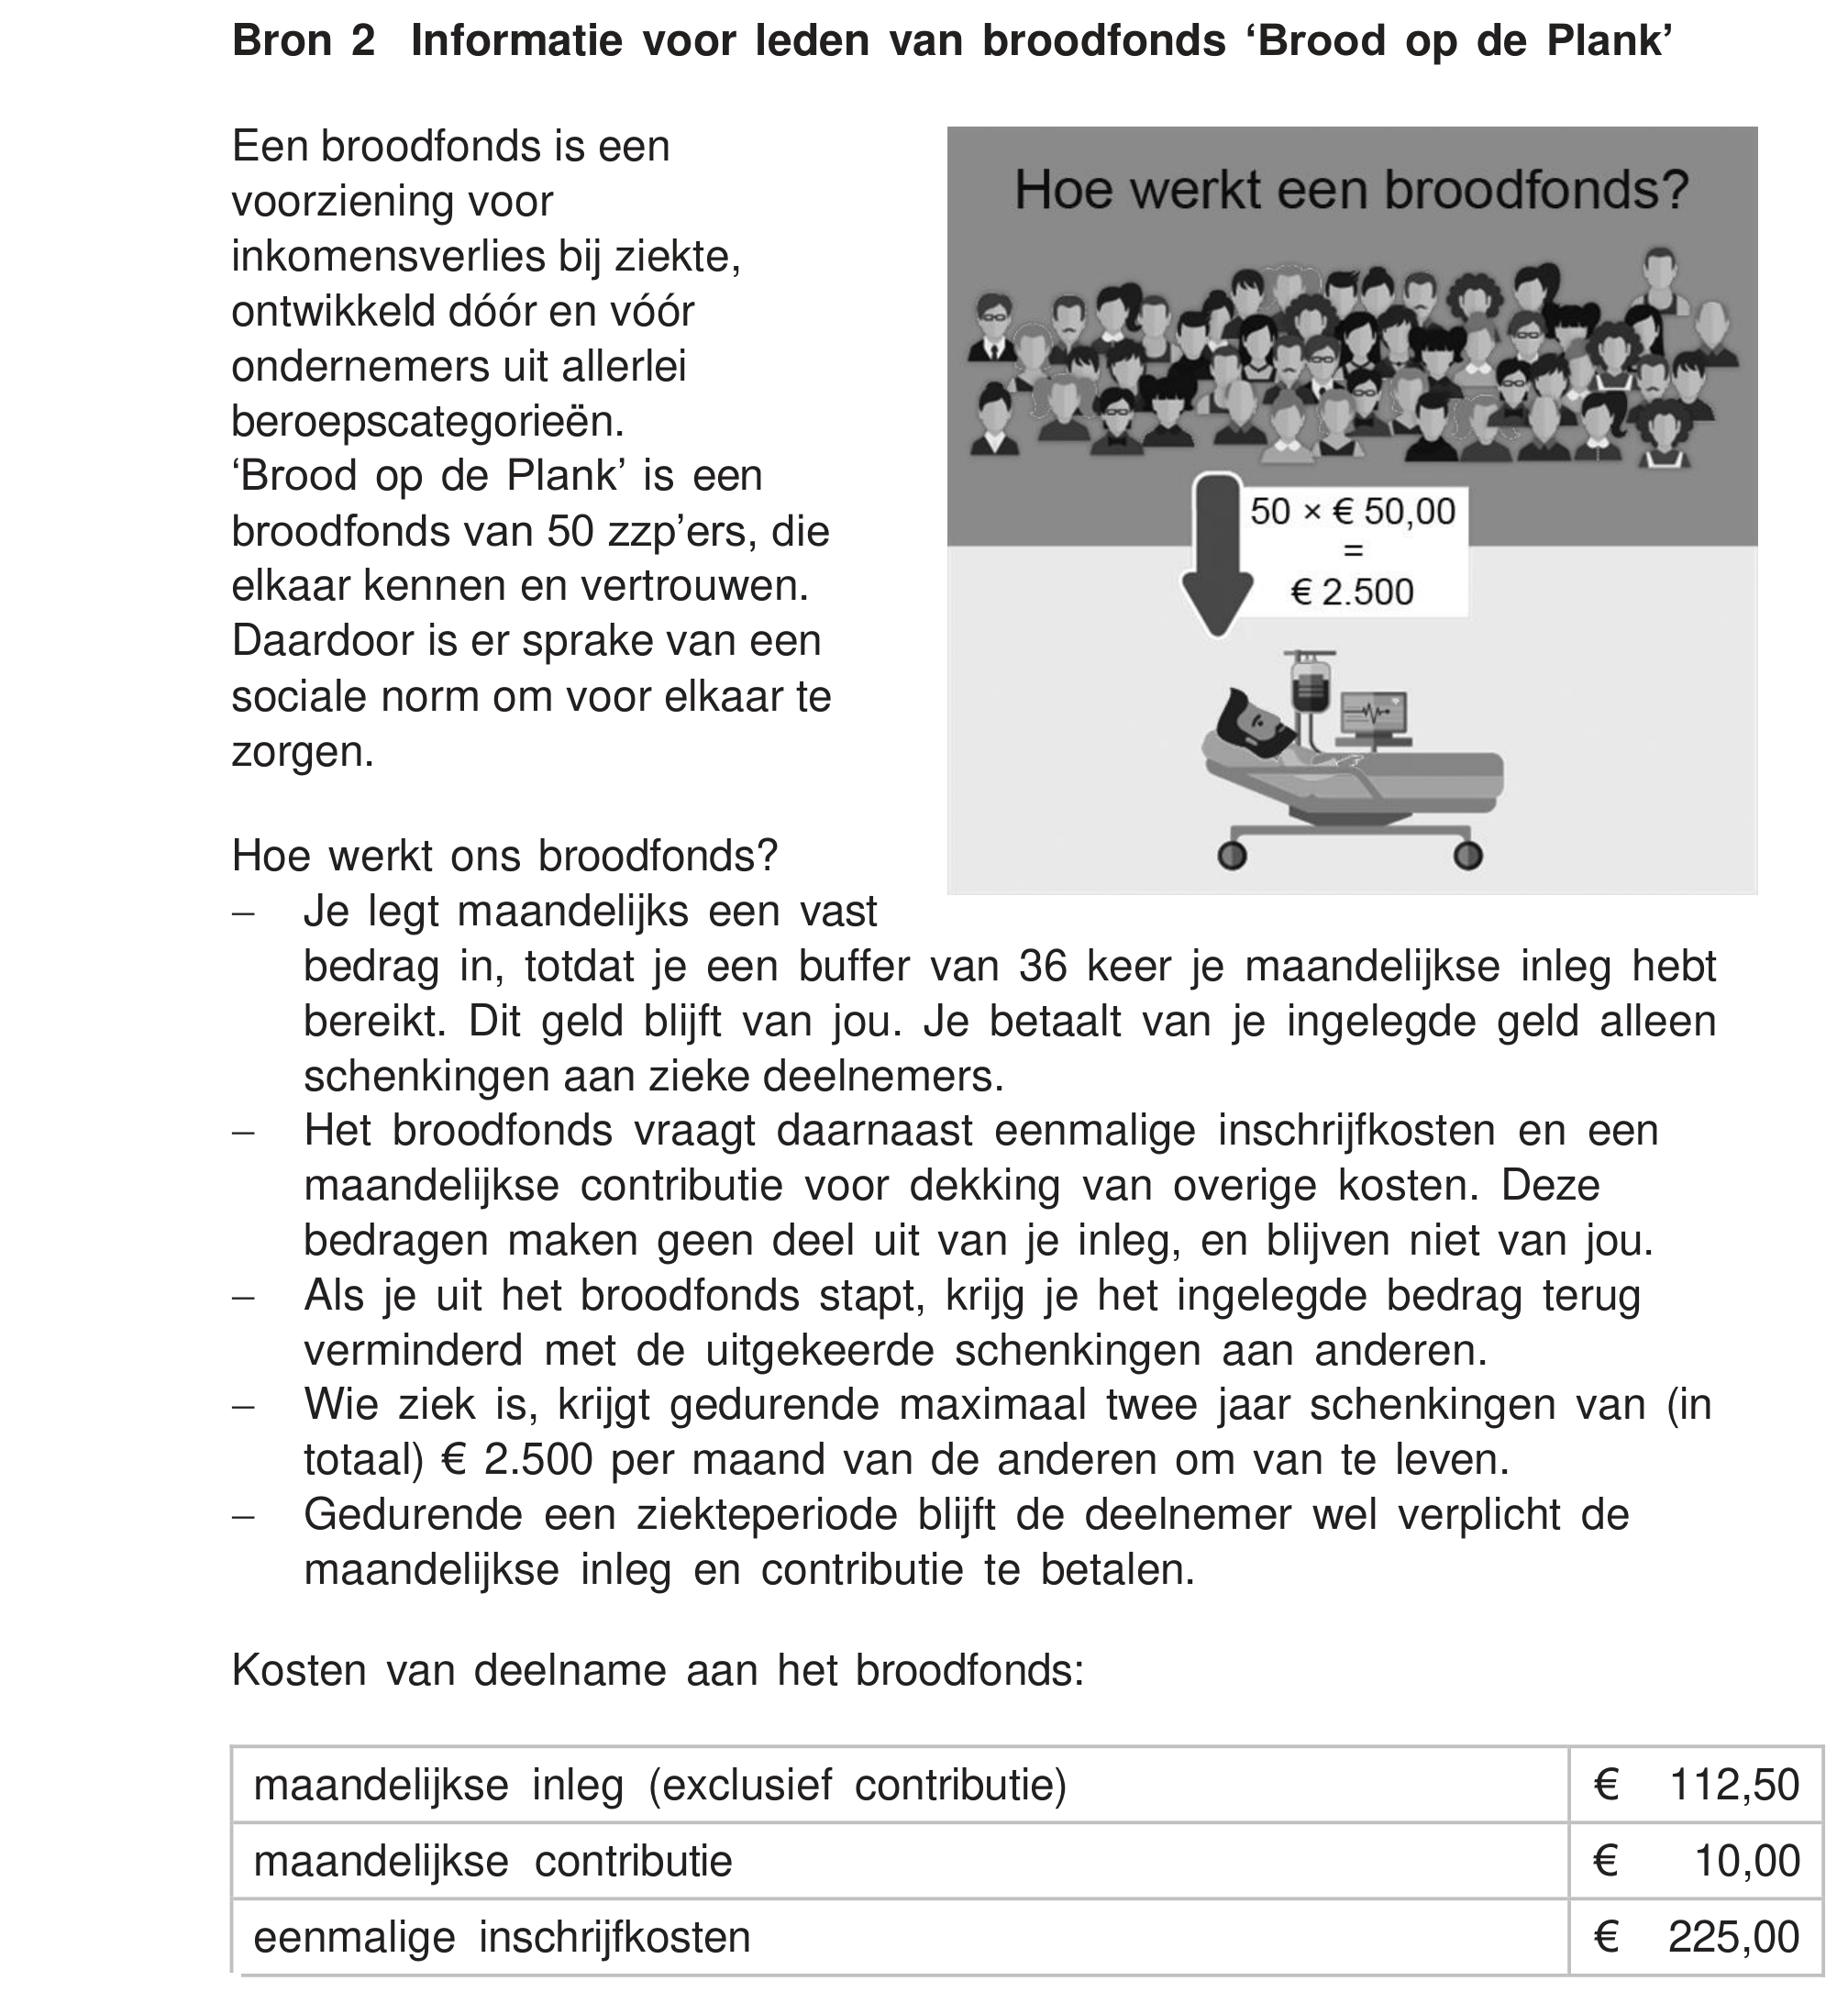 Bron 2 Informatie voor leden van broodfonds ‘Brood op de Plank’
Een broodfonds is een
voorziening voor
inkomensverlies bij ziekte,
ontwikkeld dóór en vóór
ondernemers uit allerlei
beroepscategorieën.
‘Brood op de Plank’ is een
broodfonds van 50 zzp’ers, die
elkaar kennen en vertrouwen.
Daardoor is er sprake van een
sociale norm om voor elkaar te
zorgen.
Hoe werkt een broodfonds?
50 × € 50,00
=
€ 2.500
Hoe werkt ons broodfonds?
– Je legt maandelijks een vast
bedrag in, totdat je een buffer van 36 keer je maandelijkse inleg hebt
bereikt. Dit geld blijft van jou. Je betaalt van je ingelegde geld alleen
schenkingen aan zieke deelnemers.
– Het broodfonds vraagt daarnaast eenmalige inschrijfkosten en een
maandelijkse contributie voor dekking van overige kosten. Deze
bedragen maken geen deel uit van je inleg, en blijven niet van jou.
– Als je uit het broodfonds stapt, krijg je het ingelegde bedrag terug
verminderd met de uitgekeerde schenkingen aan anderen.
– Wie ziek is, krijgt gedurende maximaal twee jaar schenkingen van (in
totaal) € 2.500 per maand van de anderen om van te leven.
– Gedurende een ziekteperiode blijft de deelnemer wel verplicht de
maandelijkse inleg en contributie te betalen.
Kosten van deelname aan het broodfonds:
maandelijkse inleg (exclusief contributie) € 112,50
maandelijkse contributie € 10,00
eenmalige inschrijfkosten € 225,00